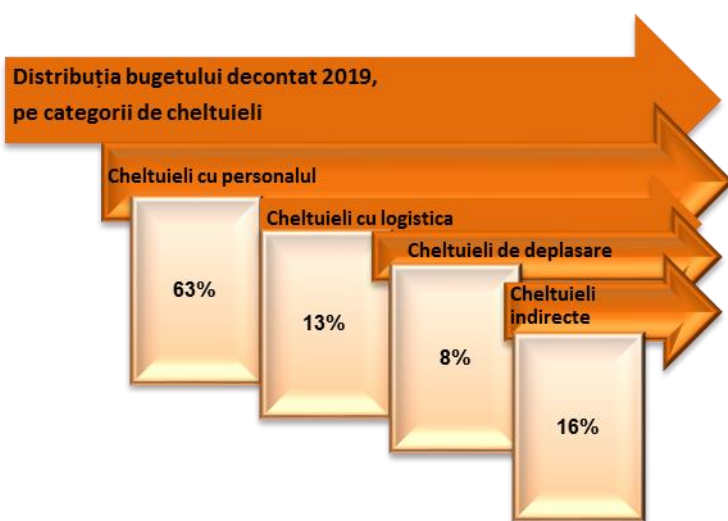 Distribuția bugetului decontat 2019,
pe categorii de cheltuieli
Cheltuieli cu personalul
63%
Cheltuieli cu logistica
13%
Cheltuieli de deplasare
8%
Cheltuieli
indirecte
16%